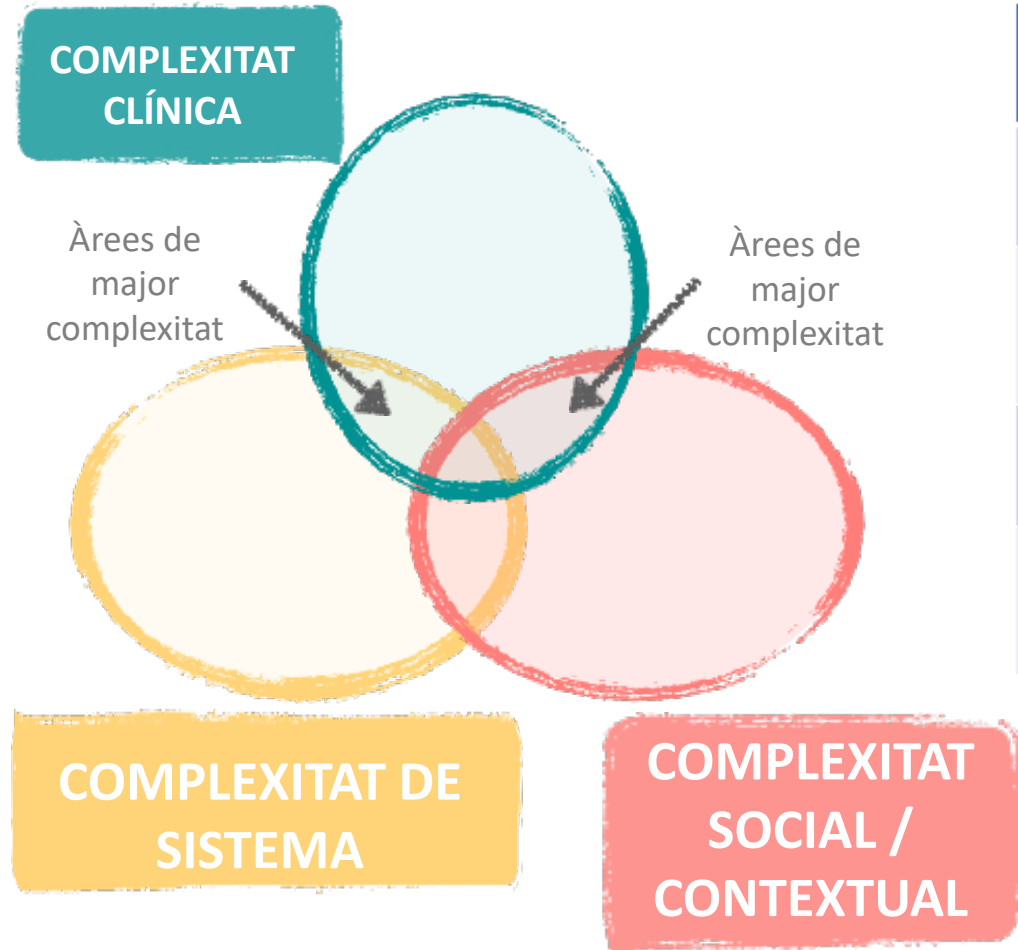 COMPLEXITAT
CLÍNICA
Àrees de
major
complexitat
Àrees de
major
complexitat
COMPLEXITAT DE
SISTEMA
COMPLEXITAT
SOCIAL /
CONTEXTUAL